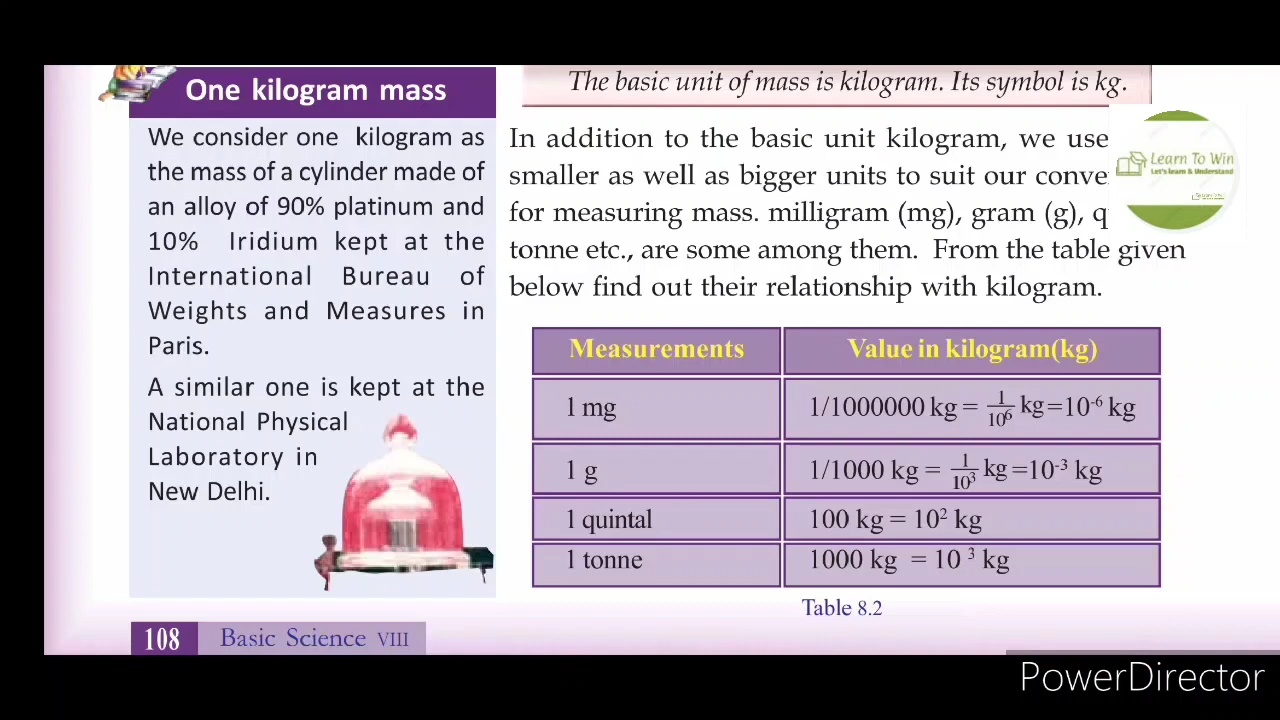 One kilogram mass
We consider one kilogram as
the mass of a cylinder made of
an alloy of 90% platinum and
10% Iridium kept at the
International Bureau of
Weights and Measures in
Paris.
A similar one is kept at the
National Physical
Laboratory in
New Delhi.
The basic unit of mass is kilogram. Its symbol is kg.
In addition to the basic unit kilogram, we use
smaller as well as bigger units to suit our
for measuring mass. milligram (mg), gram (g),
tonne etc., are some among them. From the table given
below find out their relationship with kilogram.
Measurements Value in kilogram(kg)
1 mg 1/1000000 kg = 1/10⁶ kg=10⁻⁶ kg
1 g 1/1000 kg = 1/10³ kg=10⁻³ kg
1 quintal 100 kg = 10² kg
1 tonne 1000 kg = 10 ³ kg
Table 8.2
108 Basic Science VIII
Learn To Win
Let's learn & Understand
PowerDirector